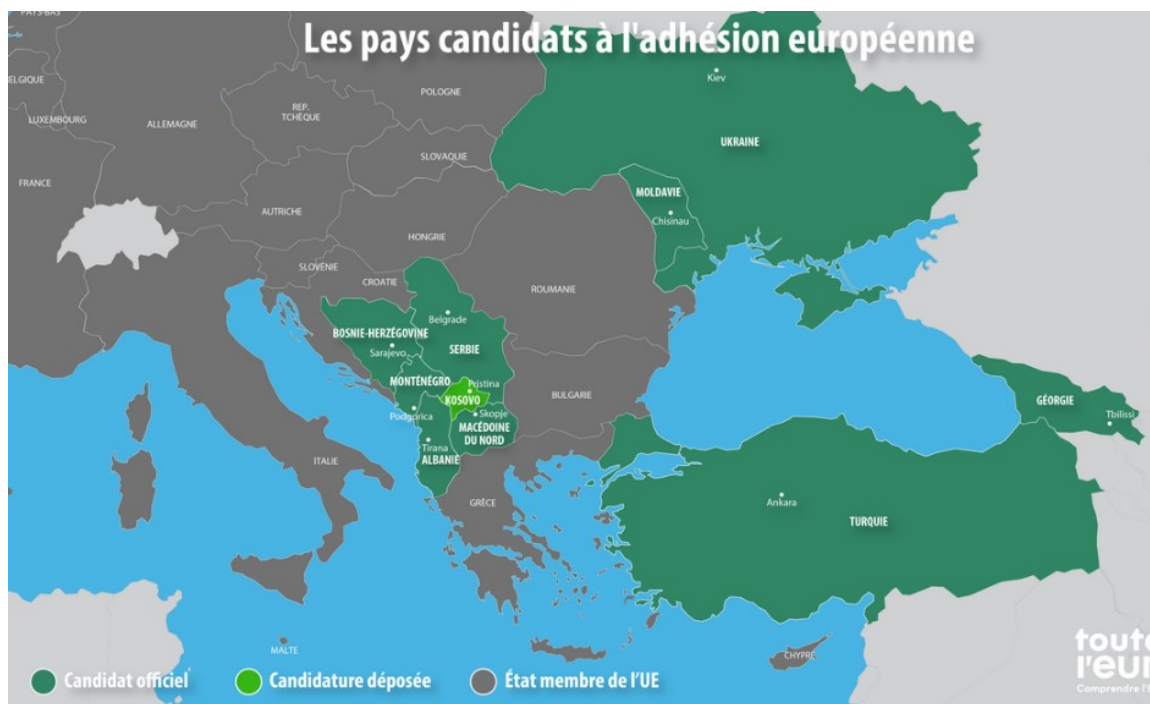 Les pays candidats à l'adhésion européenne
PAYS-BAS
Kiev
BELGIQUE
POLOGNE
REP.
TCHÈQUE
LUXEMBOURG
ALLEMAGNE
UKRAINE
SLOVAQUIE
FRANCE
MOLDAVIE
AUTRICHE
Chisinau
HONGRIE
SLOVÉNIE
CROATIE
ROUMANIE
Belgrade
BOSNIE-HERZÉGOVINE
Sarajevo
SERBIE
MONTÉNÉGRO
Pristina
KOSOVO
BULGARIE
GÉORGIE
Podgorica
Skopje
Tbilissi
MACÉDOINE
DU NORD
Tirana
ALBANIE
ITALIE
GRÈCE
Ankara
TURQUIE
MALTE
CHYPRE
toute
l'eur
Comprendre l'E
Candidat officiel
Candidature déposée
État membre de l'UE